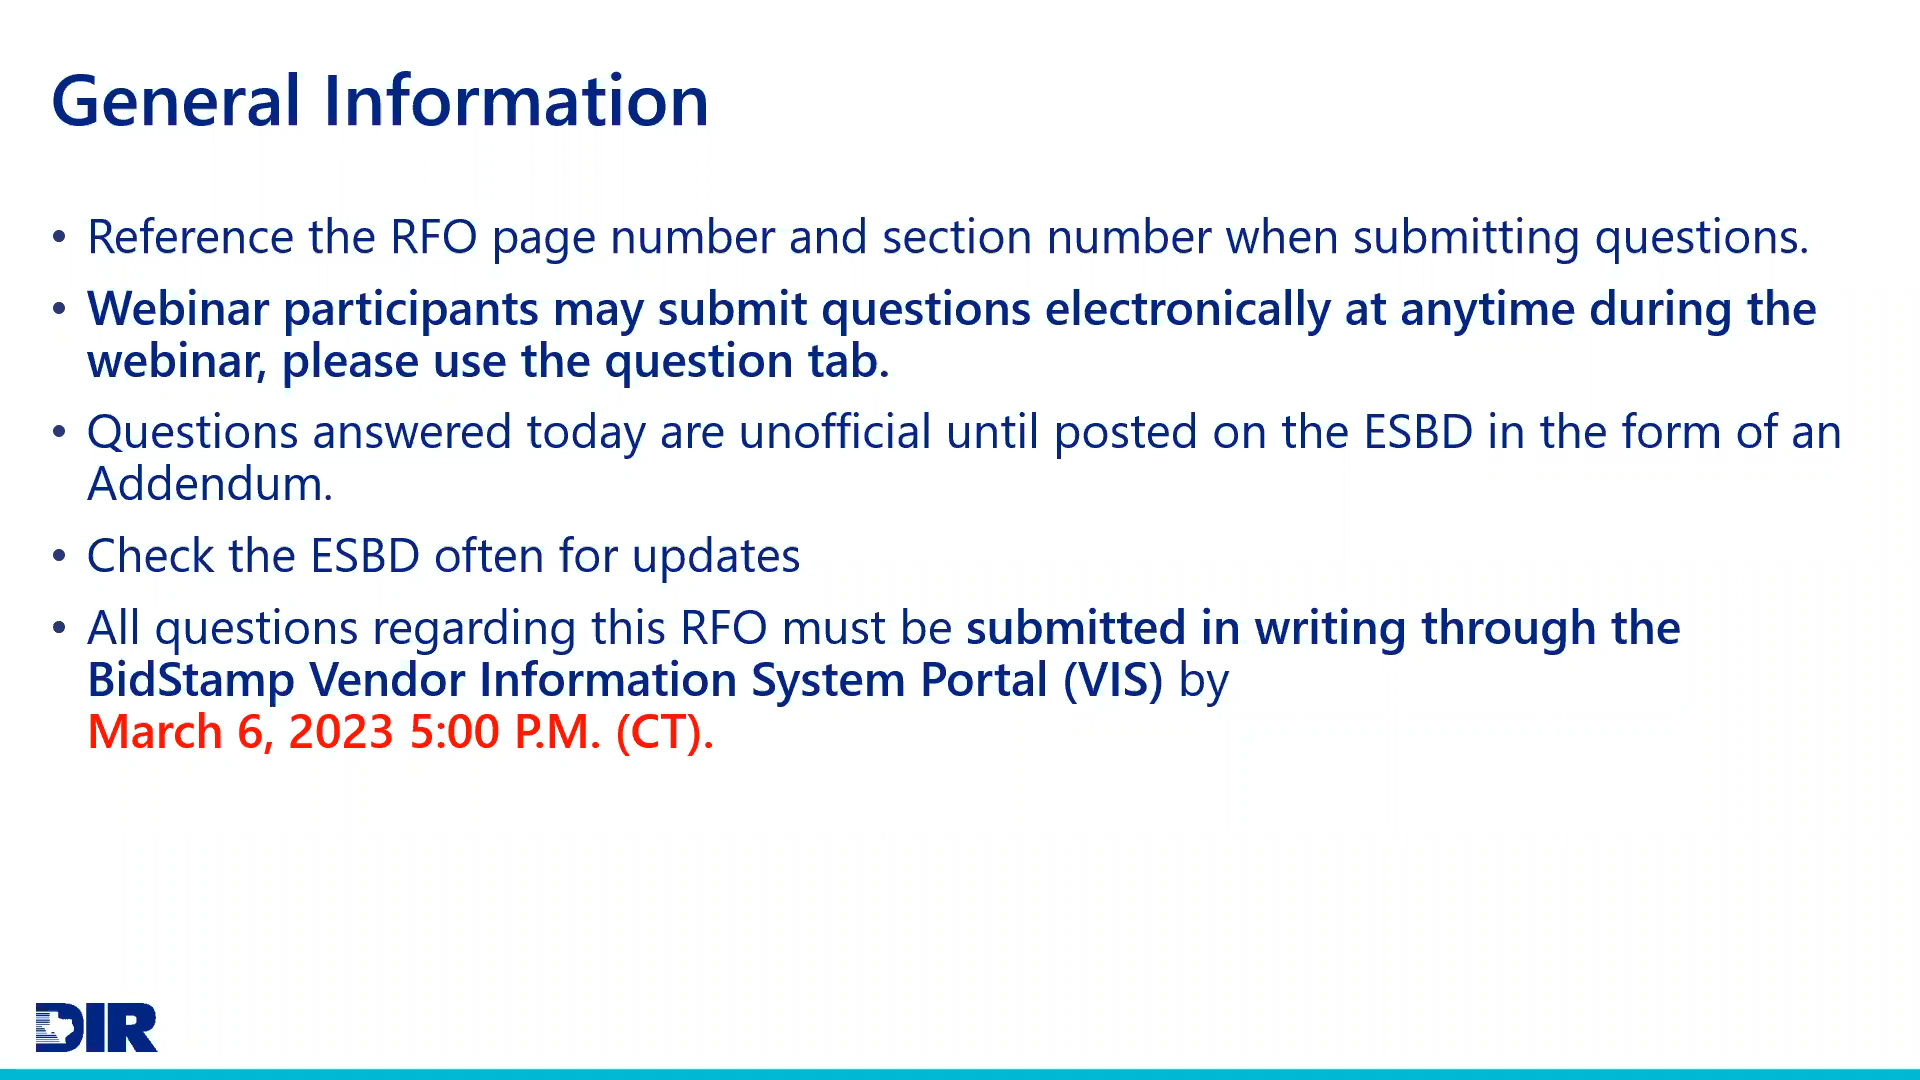 General Information
• Reference the RFO page number and section number when submitting questions.
• Webinar participants may submit questions electronically at anytime during the
webinar, please use the question tab.
• Questions answered today are unofficial until posted on the ESBD in the form of an
Addendum.
• Check the ESBD often for updates
• All questions regarding this RFO must be submitted in writing through the
BidStamp Vendor Information System Portal (VIS) by
March 6, 2023 5:00 P.M. (CT).
DIR